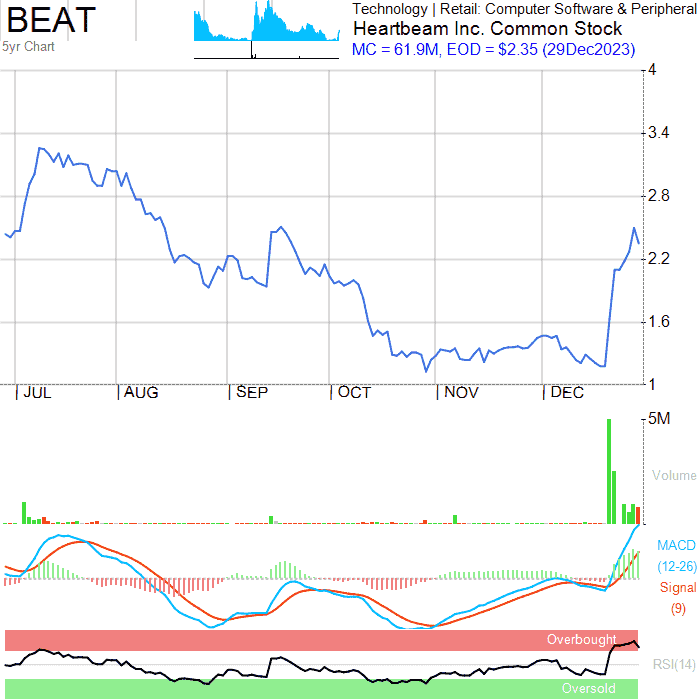 BEAT
5yr Chart
Technology | Retail: Computer Software & Peripheral
Heartbeam Inc. Common Stock
MC = 61.9M, EOD = $2.35 (29Dec2023)
4
3.4
2.8
2.2
1.6
1
JUL AUG SEP OCT NOV DEC
5M
Volume
MACD
(12-26)
Signal
(9)
Overbought
RSI(14)
Oversold